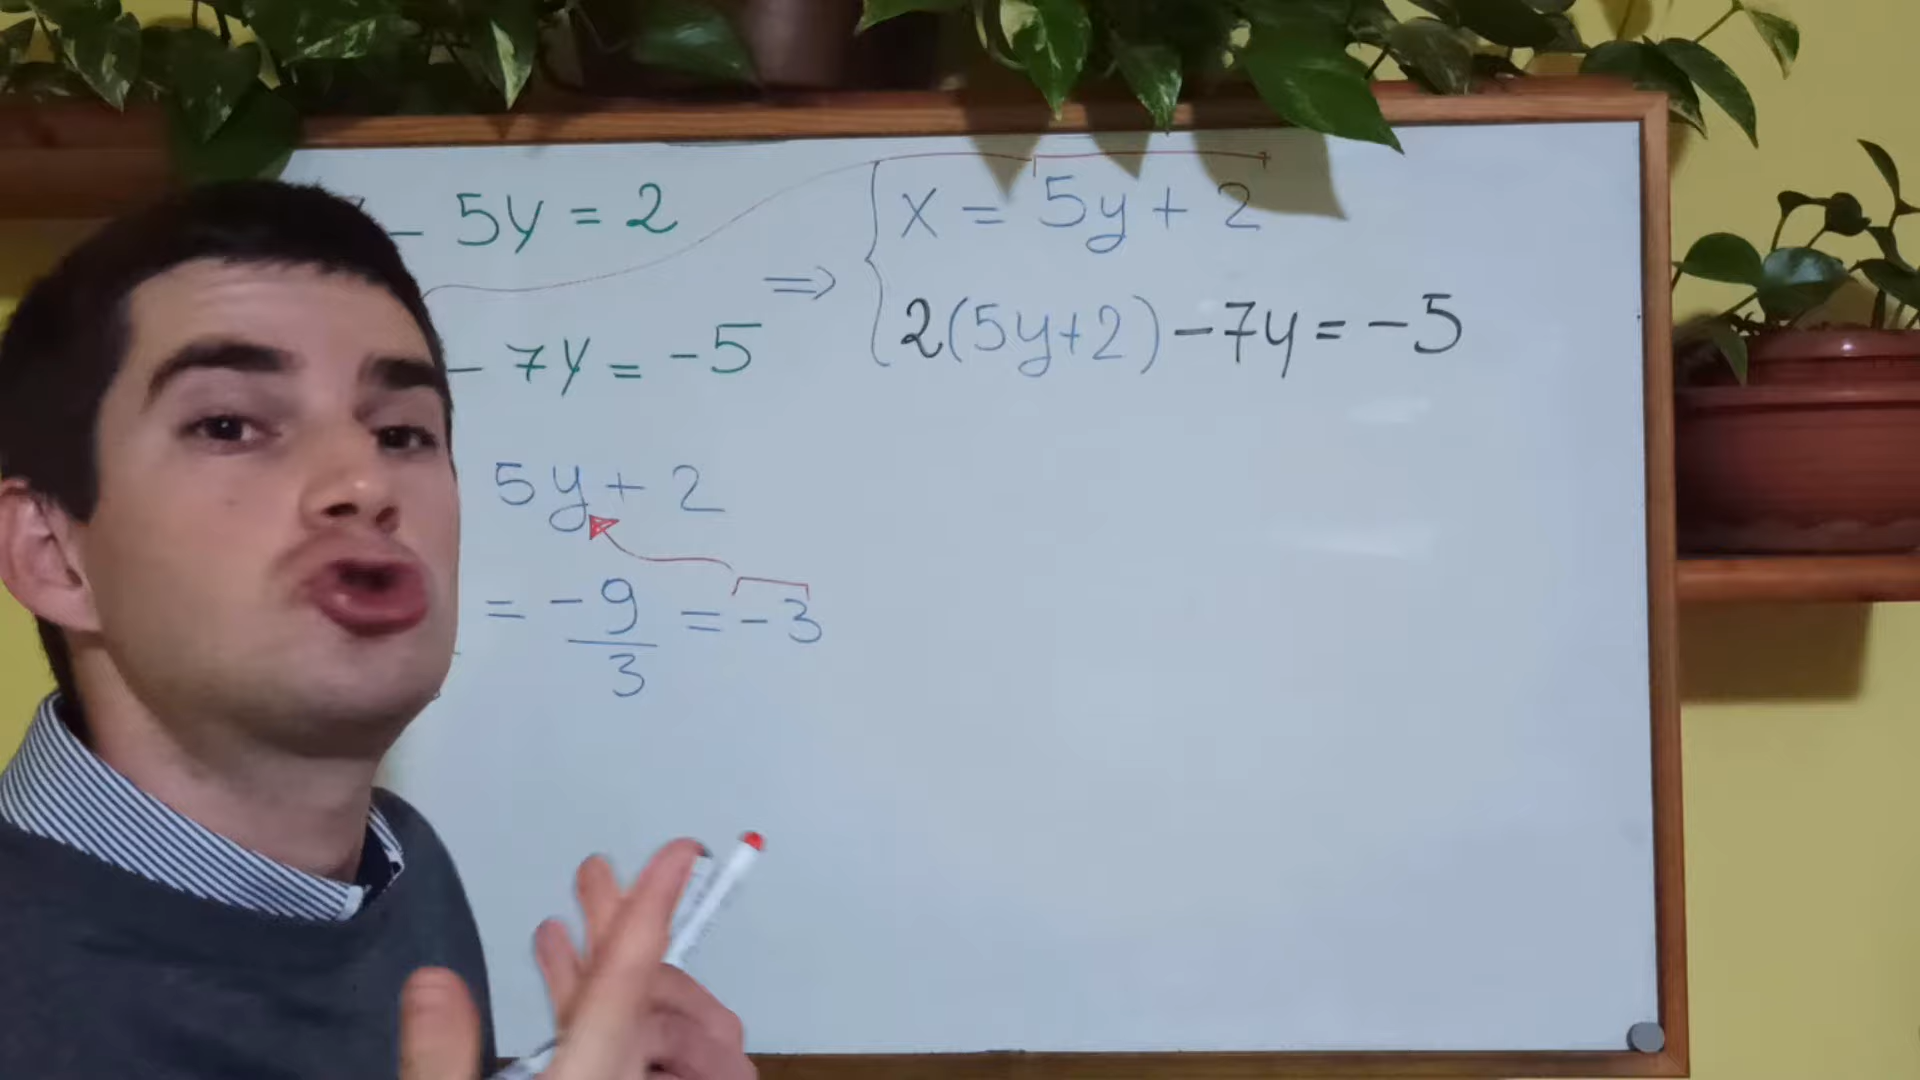 - 5y = 2
- 7y = -5
5y + 2
= -9/3 = -3
⇒ { x = 5y + 2
2(5y+2) - 7y = -5